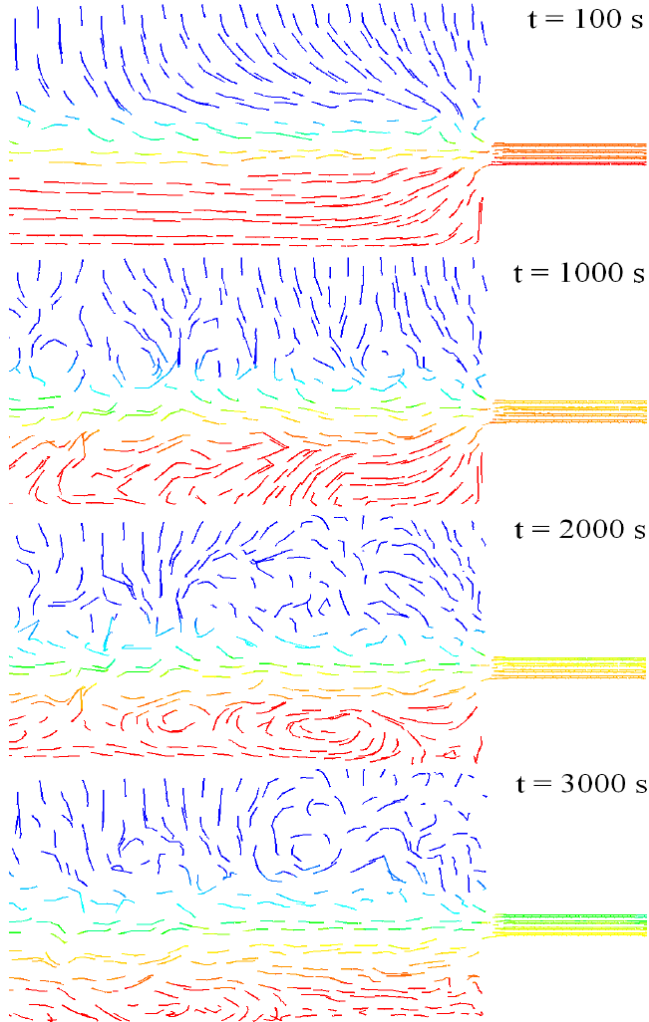 t = 100 s
t = 1000 s
t = 2000 s
t = 3000 s